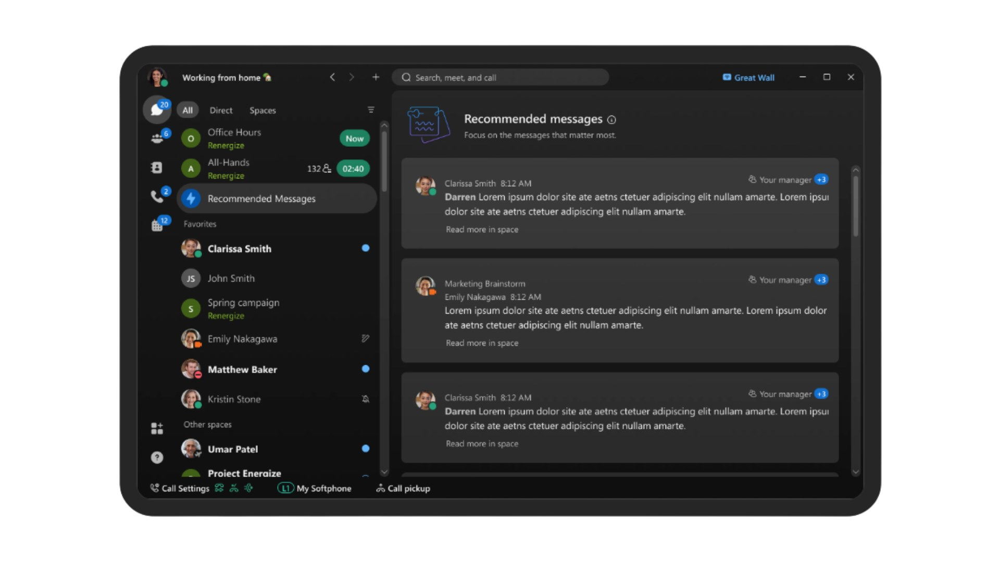 Working from home
Search, meet, and call
Great Wall
20
All Direct Spaces
6
O
Office Hours
Renergize
Now
A
All-Hands
Renergize
132
02:40
2
Recommended Messages
12
Favorites
Clarissa Smith
JS
John Smith
S
Spring campaign
Renergize
Emily Nakagawa
Matthew Baker
Kristin Stone
Other spaces
Umar Patel
Project Energize
Recommended messages
Focus on the messages that matter most.
Clarissa Smith 8:12 AM
Your manager +3
Darren Lorem ipsum dolor site ate aetns ctetuer adipiscing elit nullam amarte. Lorem ipsu
dolor site ate aetns ctetuer adipiscing elit nullam amarte.
Read more in space
Marketing Brainstorm
Your manager +3
Emily Nakagawa 8:12 AM
Lorem ipsum dolor site ate aetns ctetuer adipiscing elit nullam amarte. Lorem ipsum dolor
ate aetns ctetuer adipiscing elit nullam amarte.
Read more in space
Clarissa Smith 8:12 AM
Your manager +3
Darren Lorem ipsum dolor site ate aetns ctetuer adipiscing elit nullam amarte. Lorem ipsu
dolor site ate aetns ctetuer adipiscing elit nullam amarte.
Read more in space
Call Settings
L1 My Softphone
Call pickup